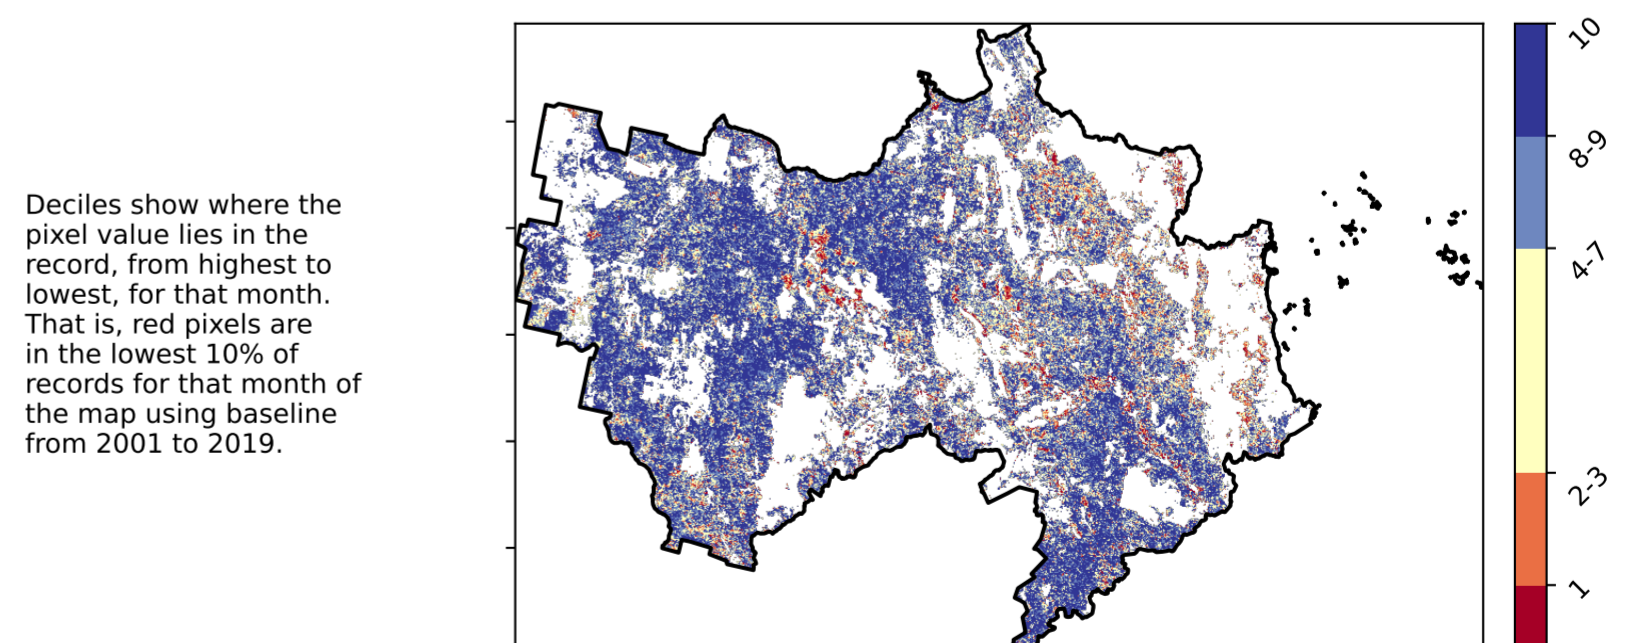 Deciles show where the
pixel value lies in the
record, from highest to
lowest, for that month.
That is, red pixels are
in the lowest 10% of
records for that month of
the map using baseline
from 2001 to 2019.
10
8-9
4-7
2-3
1